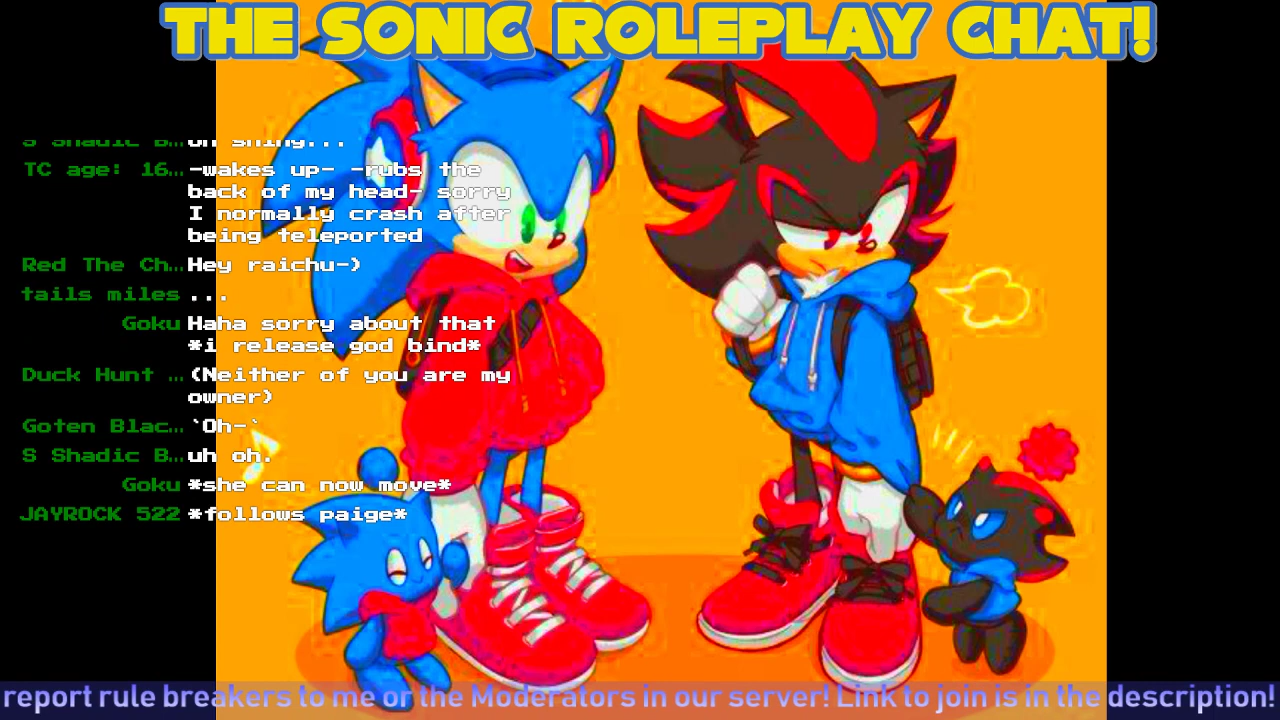 THE SONIC ROLEPLAY CHAT!
S Shadic B… oh shing...
TC age: 16… -wakes up- -rubs the
back of my head- sorry
I normally crash after
being teleported
Red The Ch… Hey raichu-)
tails miles ...
Goku Haha sorry about that
*i release god bind*
Duck Hunt … (Neither of you are my
owner)
Goten Blac… `Oh-`
S Shadic B… uh oh.
Goku *she can now move*
JAYROCK 522 *follows paige*
report rule breakers to me or the Moderators in our server! Link to join is in the description!